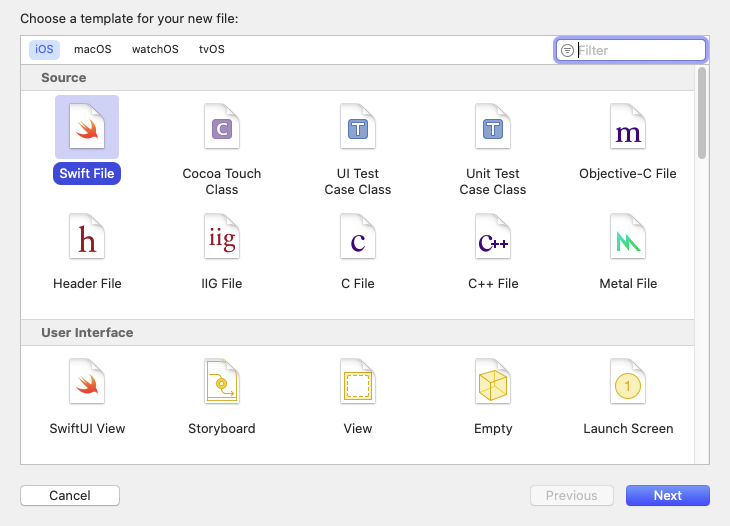 Choose a template for your new file:
iOS macOS watchOS tvOS Filter
Source
C T T m
Swift File Cocoa Touch Class UI Test Case Class Unit Test Case Class Objective-C File
h iig c C++
Header File IIG File C File C++ File Metal File
User Interface
1
SwiftUI View Storyboard View Empty Launch Screen
Cancel Previous Next